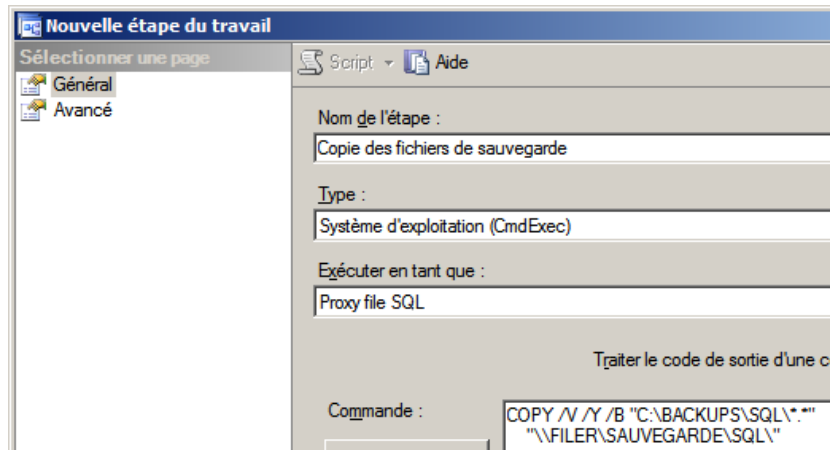 Nouvelle étape du travail
Sélectionner une page
Général
Avancé
Script
Aide
Nom de l'étape :
Copie des fichiers de sauvegarde
Type :
Système d'exploitation (CmdExec)
Exécuter en tant que :
Proxy file SQL
Traiter le code de sortie d'une c
Commande :
COPY /V /Y /B "C:\BACKUPS\SQL\*.*"
"\\FILER\SAUVEGARDE\SQL\"